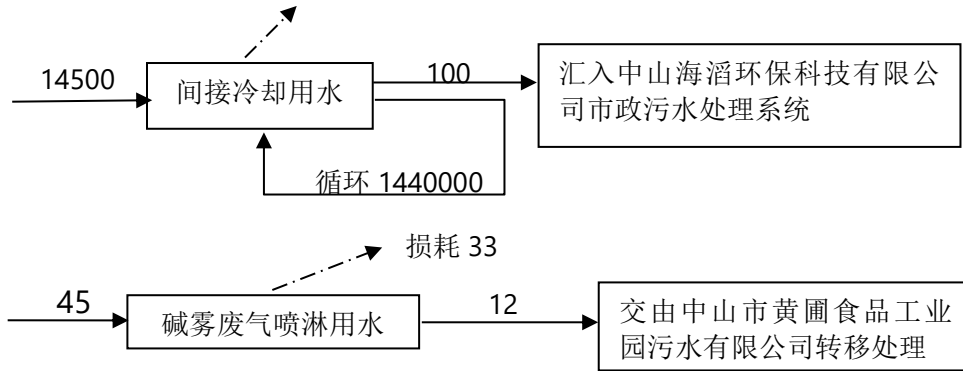 14500
间接冷却用水
100
汇入中山海滔环保科技有限公
司市政污水处理系统
循环 1440000
损耗 33
45
碱雾废气喷淋用水
12
交由中山市黄圃食品工业
园污水有限公司转移处理